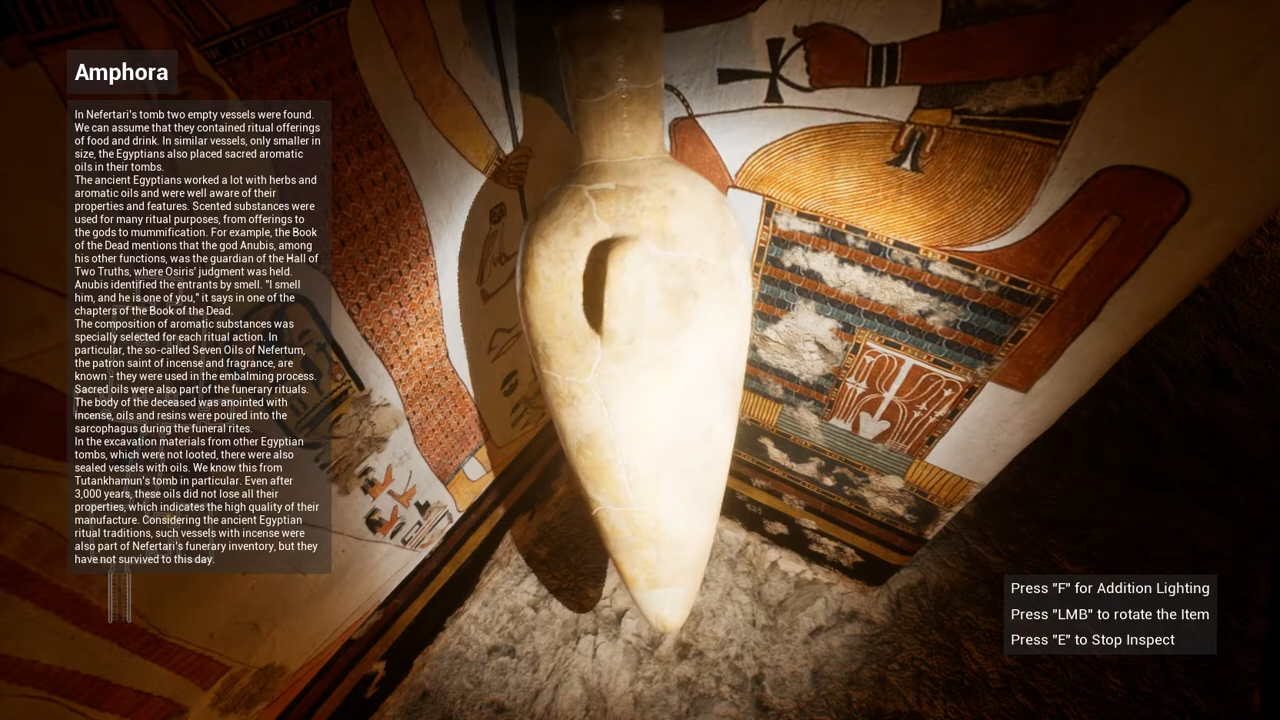 Amphora
In Nefertari's tomb two empty vessels were found.
We can assume that they contained ritual offerings
of food and drink. In similar vessels, only smaller in
size, the Egyptians also placed sacred aromatic
oils in their tombs.
The ancient Egyptians worked a lot with herbs and
aromatic oils and were well aware of their
properties and features. Scented substances were
used for many ritual purposes, from offerings to
the gods to mummification. For example, the Book
of the Dead mentions that the god Anubis, among
his other functions, was the guardian of the Hall of
Two Truths, where Osiris' judgment was held.
Anubis identified the entrants by smell. "I smell
him, and he is one of you," it says in one of the
chapters of the Book of the Dead.
The composition of aromatic substances was
specially selected for each ritual action. In
particular, the so-called Seven Oils of Nefertum,
the patron saint of incense and fragrance, are
known - they were used in the embalming process.
Sacred oils were also part of the funerary rituals.
The body of the deceased was anointed with
incense, oils and resins were poured into the
sarcophagus during the funeral rites.
In the excavation materials from other Egyptian
tombs, which were not looted, there were also
sealed vessels with oils. We know this from
Tutankhamun's tomb in particular. Even after
3,000 years, these oils did not lose all their
properties, which indicates the high quality of their
manufacture. Considering the ancient Egyptian
ritual traditions, such vessels with incense were
also part of Nefertari's funerary inventory, but they
have not survived to this day.
Press "F" for Addition Lighting
Press "LMB" to rotate the Item
Press "E" to Stop Inspect